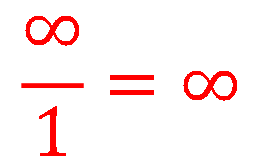 ∞/1 = ∞